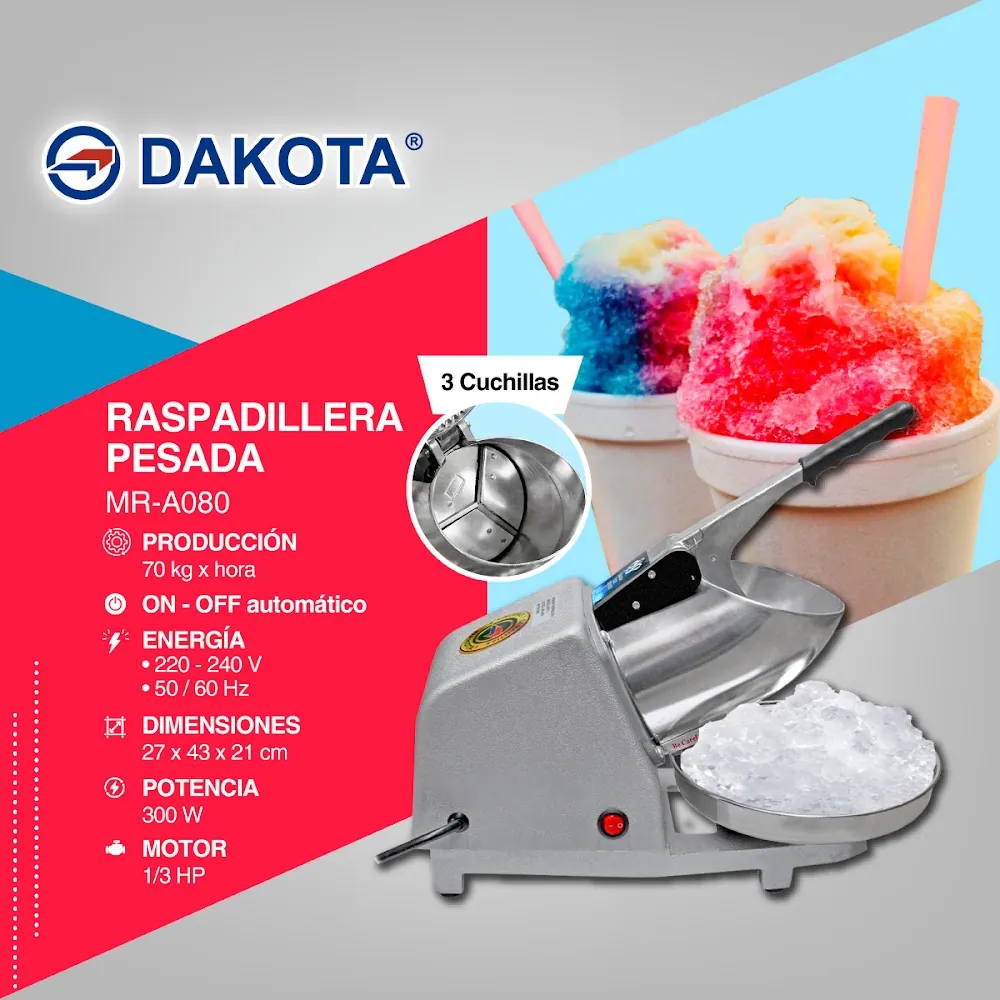 DAKOTA®
3 Cuchillas
RASPADILLERA
PESADA
MR-A080
PRODUCCIÓN
70 kg x hora
ON - OFF automático
ENERGÍA
• 220 - 240 V
• 50 / 60 Hz
DIMENSIONES
27 x 43 x 21 cm
POTENCIA
300 W
MOTOR
1/3 HP